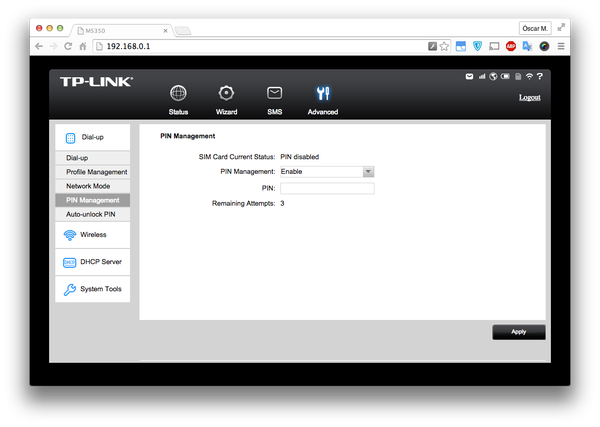 M5350
Óscar M.
192.168.0.1
ABP
TP-LINK
Status
Wizard
SMS
Advanced
Logout
Dial-up
Dial-up
Profile Management
Network Mode
PIN Management
Auto-unlock PIN
Wireless
DHCP Server
System Tools
PIN Management
SIM Card Current Status: PIN disabled
PIN Management: Enable
PIN:
Remaining Attempts: 3
Apply